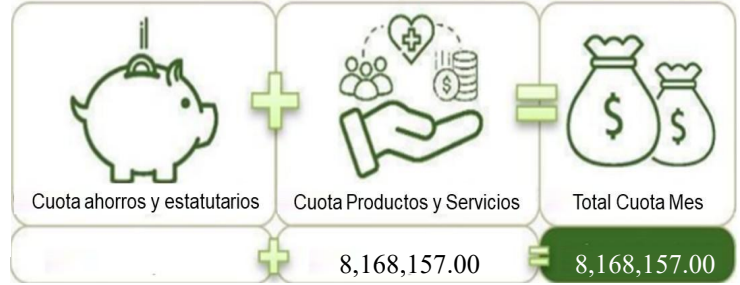 Cuota ahorros y estatutarios
Cuota Productos y Servicios
Total Cuota Mes
+ 8,168,157.00 = 8,168,157.00